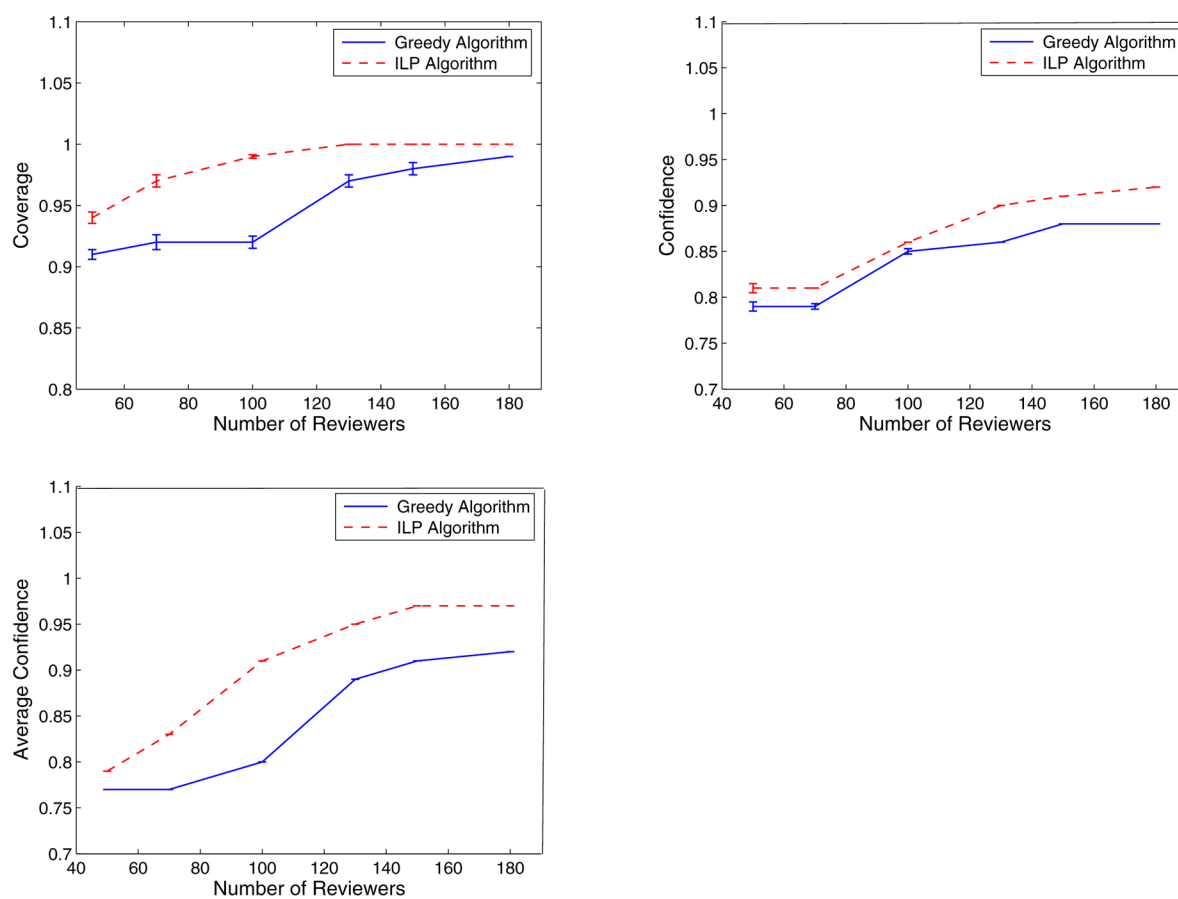 1.1
1.05
1
0.95
0.9
0.85
0.8
Coverage
Greedy Algorithm
ILP Algorithm
60 80 100 120 140 160 180
Number of Reviewers
1.1
1.05
1
0.95
0.9
0.85
0.8
0.75
0.7
Confidence
Greedy Algorithm
ILP Algorithm
40 60 80 100 120 140 160 180
Number of Reviewers
1.1
1.05
1
0.95
0.9
0.85
0.8
0.75
0.7
Average Confidence
Greedy Algorithm
ILP Algorithm
40 60 80 100 120 140 160 180
Number of Reviewers